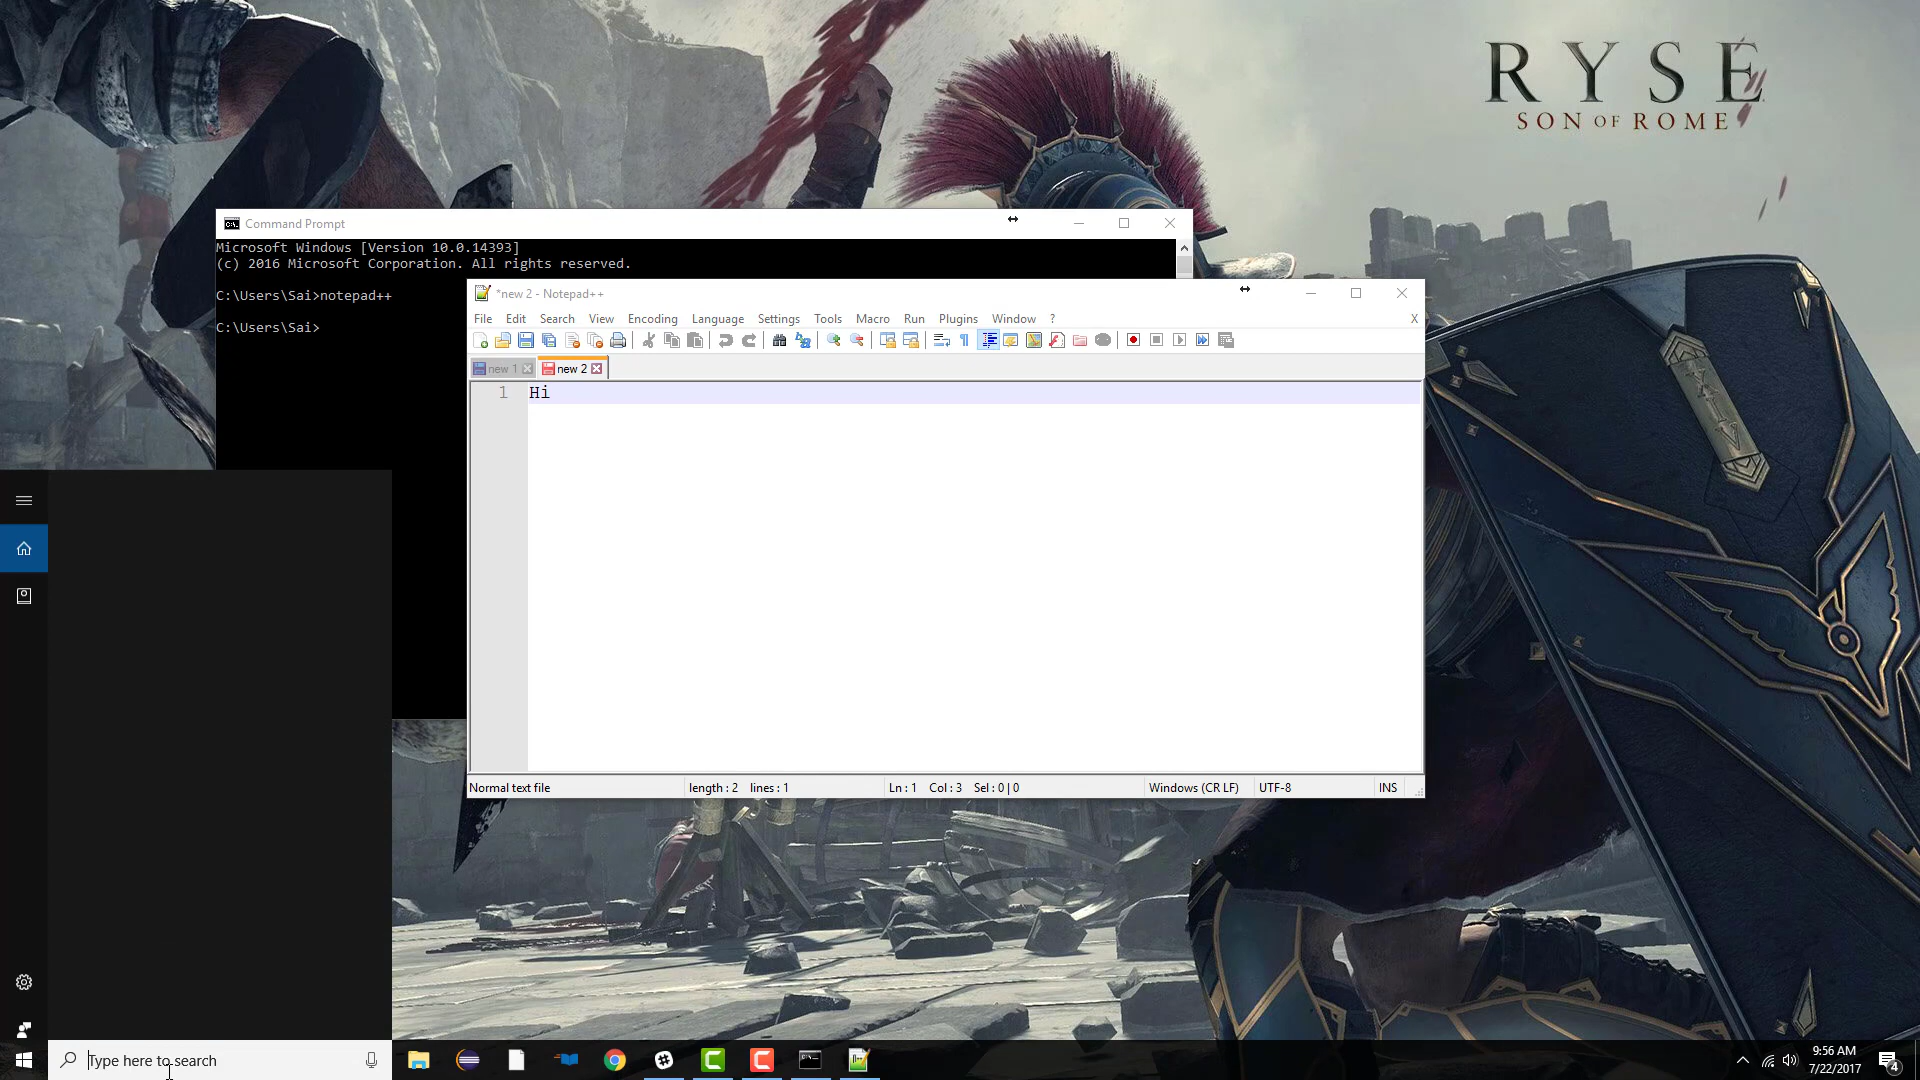 RYSE
SON OF ROME
Command Prompt
Microsoft Windows [Version 10.0.14393]
(c) 2016 Microsoft Corporation. All rights reserved.
C:\Users\Sai>notepad++
C:\Users\Sai>
*new 2 - Notepad++
File Edit Search View Encoding Language Settings Tools Macro Run Plugins Window ? X
new 1 new 2
1 Hi
Normal text file length : 2 lines : 1 Ln : 1 Col : 3 Sel : 0 | 0 Windows (CR LF) UTF-8 INS
Type here to search
9:56 AM
7/22/2017
4